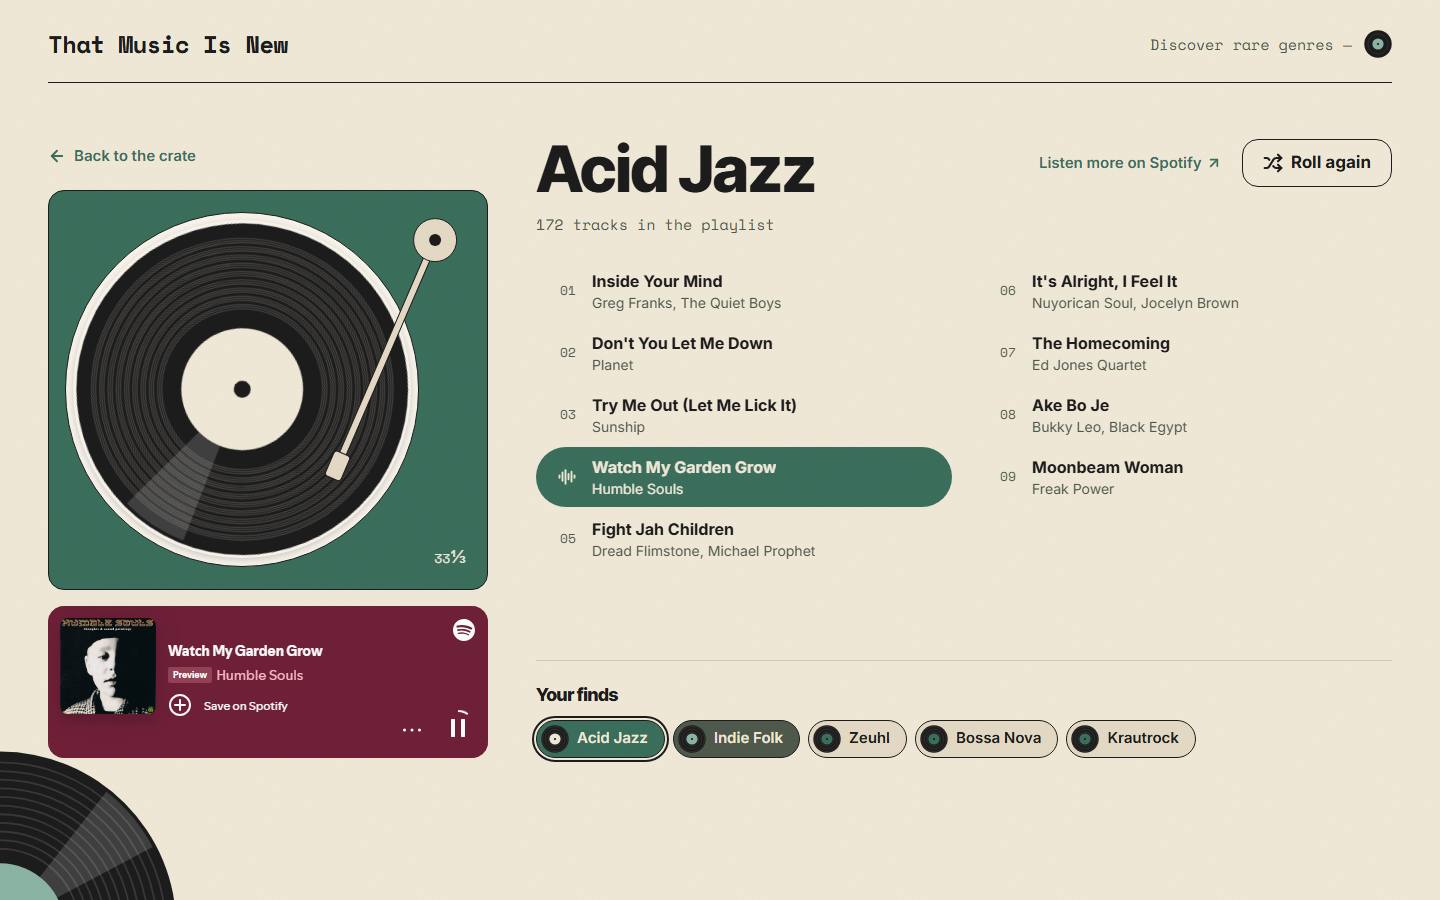 That Music Is New
Discover rare genres —
Back to the crate
33⅓
Acid Jazz
172 tracks in the playlist
Listen more on Spotify
Roll again
01
Inside Your Mind
Greg Franks, The Quiet Boys
02
Don't You Let Me Down
Planet
03
Try Me Out (Let Me Lick It)
Sunship
Watch My Garden Grow
Humble Souls
05
Fight Jah Children
Dread Flimstone, Michael Prophet
06
It's Alright, I Feel It
Nuyorican Soul, Jocelyn Brown
07
The Homecoming
Ed Jones Quartet
08
Ake Bo Je
Bukky Leo, Black Egypt
09
Moonbeam Woman
Freak Power
HUMBLE SOULS
Watch My Garden Grow
Preview Humble Souls
Save on Spotify
Your finds
Acid Jazz
Indie Folk
Zeuhl
Bossa Nova
Krautrock